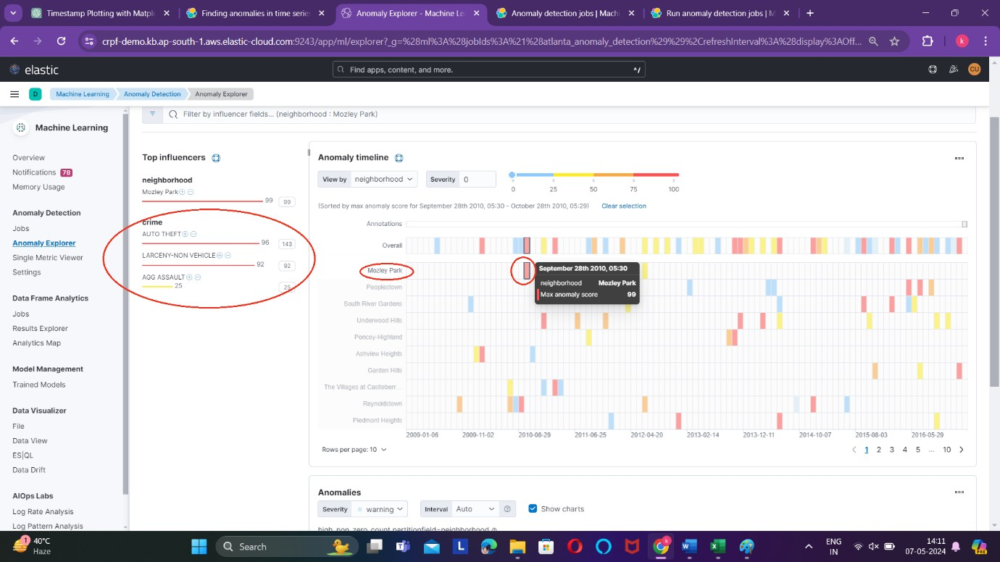 Timestamp Plotting with Matpl
Finding anomalies in time serie
Anomaly Explorer - Machine Le
Anomaly detection jobs | Mach
Run anomaly detection jobs | M
crpf-demo.kb.ap-south-1.aws.elastic-cloud.com:9243/app/ml/explorer?_g=%28ml%3A%28jobIds%3A%21%28atlanta_anomaly_detection%29%29%2CrefreshInterval%3A%28display%3AOff...
k
elastic
Find apps, content, and more.
^/
CU
D
Machine Learning
Anomaly Detection
Anomaly Explorer
Machine Learning
Overview
Notifications 78
Memory Usage
Anomaly Detection
Jobs
Anomaly Explorer
Single Metric Viewer
Settings
Data Frame Analytics
Jobs
Results Explorer
Analytics Map
Model Management
Trained Models
Data Visualizer
File
Data View
ES|QL
Data Drift
AIOps Labs
Log Rate Analysis
Log Pattern Analysis
Filter by influencer fields... (neighborhood : Mozley Park)
Top influencers
neighborhood
Mozley Park
99 99
crime
AUTO THEFT
96 143
LARCENY-NON VEHICLE
92 92
AGG ASSAULT
25 25
Anomaly timeline
View by neighborhood
Severity 0
0 25 50 75 100
(Sorted by max anomaly score for September 28th 2010, 05:30 - October 28th 2010, 05:29) Clear selection
Annotations
Overall
Mozley Park
Peoplestown
South River Gardens
Underwood Hills
Poncey-Highland
Ashview Heights
Garden Hills
The Villages at Castleberr...
Reynoldstown
Piedmont Heights
September 28th 2010, 05:30
neighborhood Mozley Park
Max anomaly score 99
2009-01-06 2009-11-02 2010-08-29 2011-06-25 2012-04-20 2013-02-14 2013-12-11 2014-10-07 2015-08-03 2016-05-29
Rows per page: 10
1 2 3 4 5 ... 10
Anomalies
Severity warning
Interval Auto
Show charts
high_non_zero_count partitionfield=neighborhood
1
40°C
Haze
Search
ENG
IN
14:11
07-05-2024